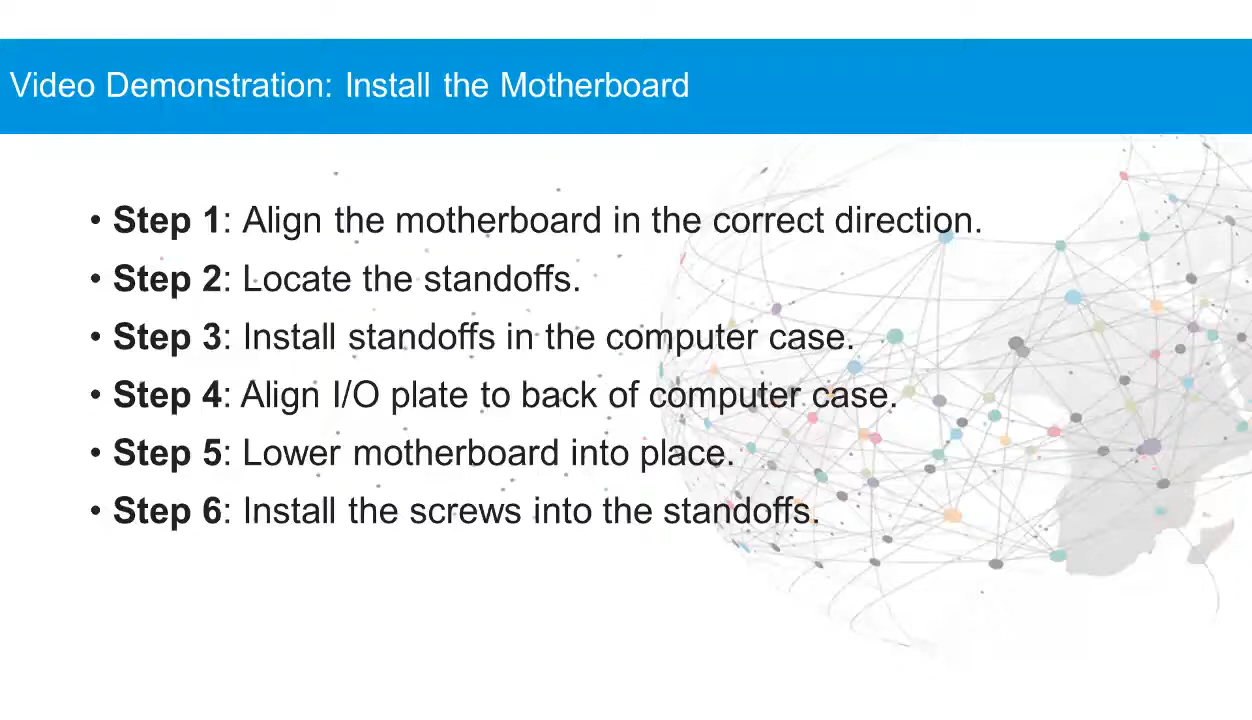 Video Demonstration: Install the Motherboard
• Step 1: Align the motherboard in the correct direction.
• Step 2: Locate the standoffs.
• Step 3: Install standoffs in the computer case.
• Step 4: Align I/O plate to back of computer case.
• Step 5: Lower motherboard into place.
• Step 6: Install the screws into the standoffs.